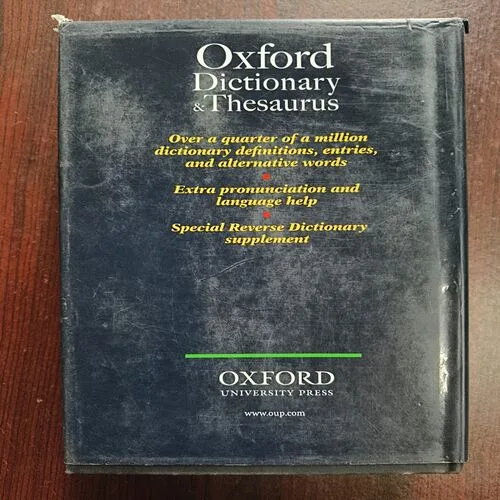 Oxford
Dictionary
& Thesaurus
Over a quarter of a million
dictionary definitions, entries,
and alternative words
Extra pronunciation and
language help
Special Reverse Dictionary
supplement
OXFORD
UNIVERSITY PRESS
www.oup.com